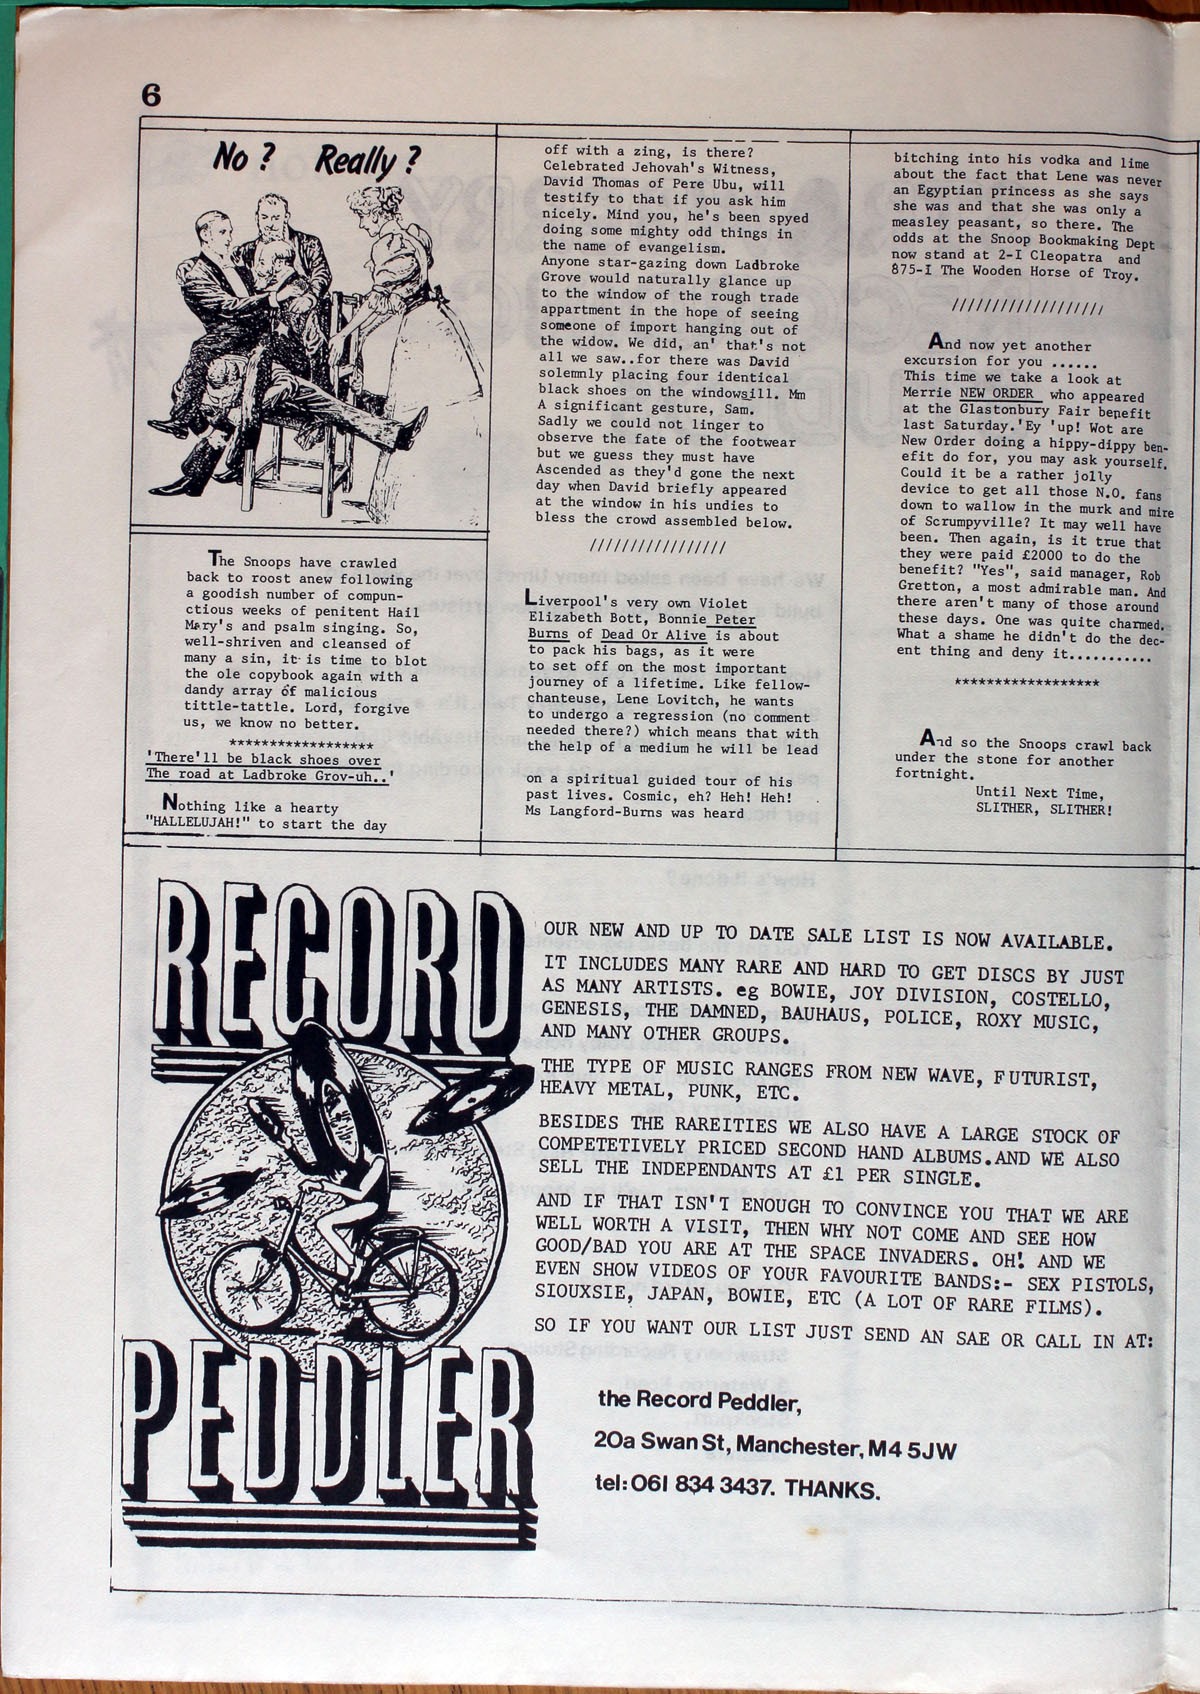 6
No? Really?
The Snoops have crawled
back to roost anew following
a goodish number of compun-
ctious weeks of penitent Hail
Mary's and psalm singing. So,
well-shriven and cleansed of
many a sin, it is time to blot
the ole copybook again with a
dandy array of malicious
tittle-tattle. Lord, forgive
us, we know no better.
******************
'There'll be black shoes over
The road at Ladbroke Grov-uh..'
Nothing like a hearty
"HALLELUJAH!" to start the day
off with a zing, is there?
Celebrated Jehovah's Witness,
David Thomas of Pere Ubu, will
testify to that if you ask him
nicely. Mind you, he's been spyed
doing some mighty odd things in
the name of evangelism.
Anyone star-gazing down Ladbroke
Grove would naturally glance up
to the window of the rough trade
appartment in the hope of seeing
someone of import hanging out of
the widow. We did, an' that's not
all we saw..for there was David
solemnly placing four identical
black shoes on the windowsill. Mm
A significant gesture, Sam.
Sadly we could not linger to
observe the fate of the footwear
but we guess they must have
Ascended as they'd gone the next
day when David briefly appeared
at the window in his undies to
bless the crowd assembled below.
/////////////////
Liverpool's very own Violet
Elizabeth Bott, Bonnie Peter
Burns of Dead Or Alive is about
to pack his bags, as it were
to set off on the most important
journey of a lifetime. Like fellow-
chanteuse, Lene Lovitch, he wants
to undergo a regression (no comment
needed there?) which means that with
the help of a medium he will be lead
on a spiritual guided tour of his
past lives. Cosmic, eh? Heh! Heh!
Ms Langford-Burns was heard
bitching into his vodka and lime
about the fact that Lene was never
an Egyptian princess as she says
she was and that she was only a
measley peasant, so there. The
odds at the Snoop Bookmaking Dept
now stand at 2-I Cleopatra and
875-I The Wooden Horse of Troy.
///////////////////
And now yet another
excursion for you ......
This time we take a look at
Merrie NEW ORDER who appeared
at the Glastonbury Fair benefit
last Saturday.'Ey 'up! Wot are
New Order doing a hippy-dippy ben-
efit do for, you may ask yourself.
Could it be a rather jolly
device to get all those N.O. fans
down to wallow in the murk and mire
of Scrumpyville? It may well have
been. Then again, is it true that
they were paid £2000 to do the
benefit? "Yes", said manager, Rob
Gretton, a most admirable man. And
there aren't many of those around
these days. One was quite charmed.
What a shame he didn't do the dec-
ent thing and deny it...........
******************
And so the Snoops crawl back
under the stone for another
fortnight.
Until Next Time,
SLITHER, SLITHER!
RECORD
PEDDLER
OUR NEW AND UP TO DATE SALE LIST IS NOW AVAILABLE.
IT INCLUDES MANY RARE AND HARD TO GET DISCS BY JUST
AS MANY ARTISTS. eg BOWIE, JOY DIVISION, COSTELLO,
GENESIS, THE DAMNED, BAUHAUS, POLICE, ROXY MUSIC,
AND MANY OTHER GROUPS.
THE TYPE OF MUSIC RANGES FROM NEW WAVE, FUTURIST,
HEAVY METAL, PUNK, ETC.
BESIDES THE RAREITIES WE ALSO HAVE A LARGE STOCK OF
COMPETETIVELY PRICED SECOND HAND ALBUMS.AND WE ALSO
SELL THE INDEPENDANTS AT £1 PER SINGLE.
AND IF THAT ISN'T ENOUGH TO CONVINCE YOU THAT WE ARE
WELL WORTH A VISIT, THEN WHY NOT COME AND SEE HOW
GOOD/BAD YOU ARE AT THE SPACE INVADERS. OH! AND WE
EVEN SHOW VIDEOS OF YOUR FAVOURITE BANDS:- SEX PISTOLS,
SIOUXSIE, JAPAN, BOWIE, ETC (A LOT OF RARE FILMS).
SO IF YOU WANT OUR LIST JUST SEND AN SAE OR CALL IN AT:
the Record Peddler,
20a Swan St, Manchester, M4 5JW
tel: 061 834 3437. THANKS.